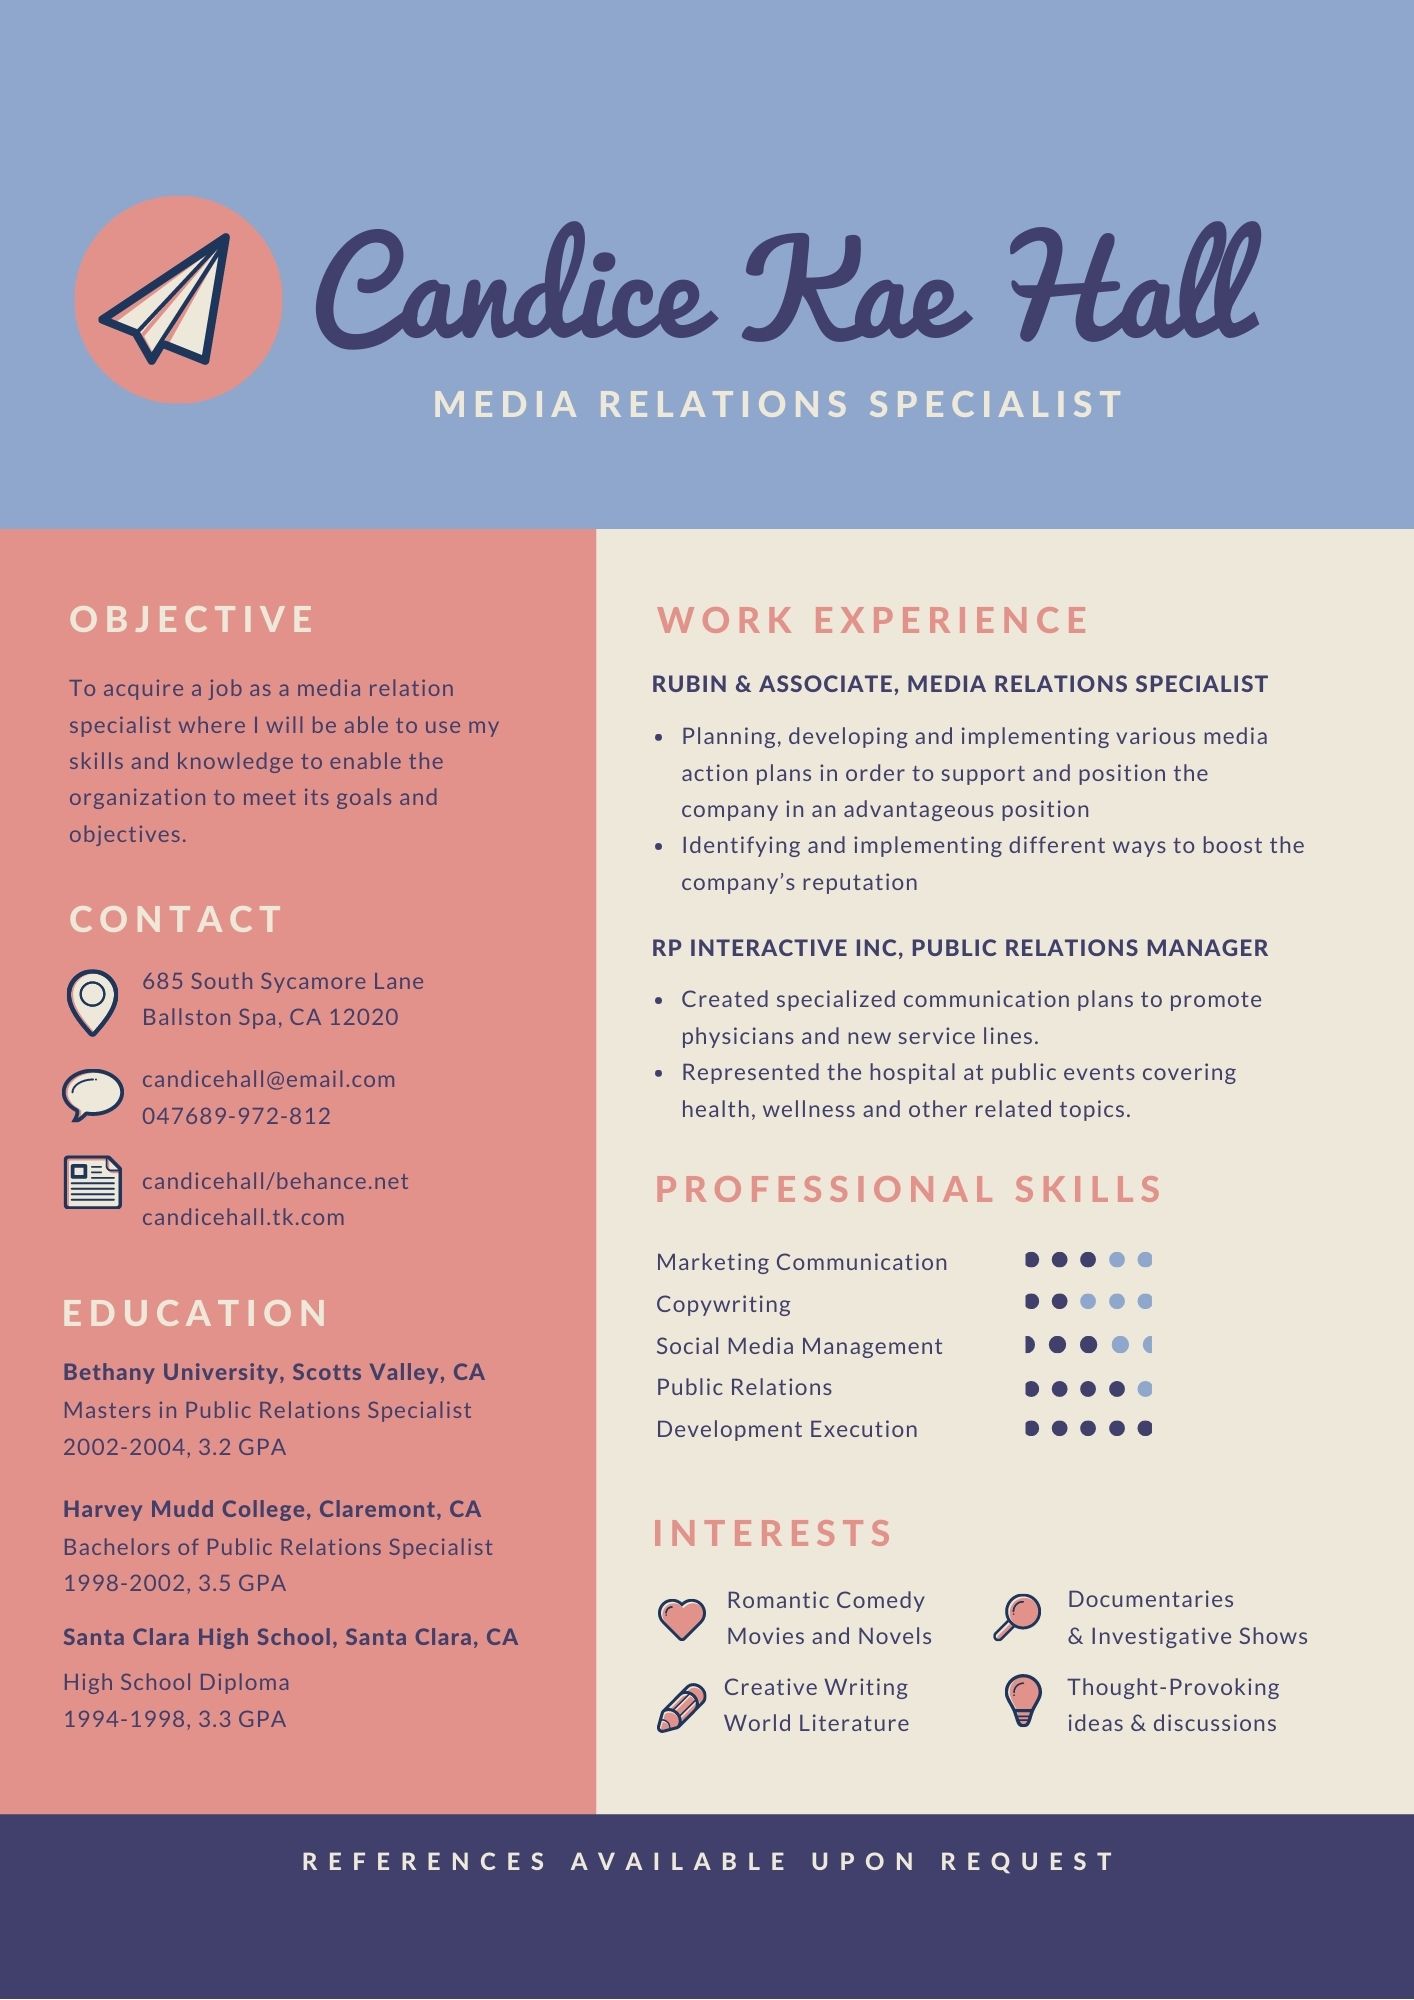 Candice Kae Hall
MEDIA RELATIONS SPECIALIST
OBJECTIVE
To acquire a job as a media relation
specialist where I will be able to use my
skills and knowledge to enable the
organization to meet its goals and
objectives.
CONTACT
685 South Sycamore Lane
Ballston Spa, CA 12020
candicehall@email.com
047689-972-812
candicehall/behance.net
candicehall.tk.com
EDUCATION
Bethany University, Scotts Valley, CA
Masters in Public Relations Specialist
2002-2004, 3.2 GPA
Harvey Mudd College, Claremont, CA
Bachelors of Public Relations Specialist
1998-2002, 3.5 GPA
Santa Clara High School, Santa Clara, CA
High School Diploma
1994-1998, 3.3 GPA
WORK EXPERIENCE
RUBIN & ASSOCIATE, MEDIA RELATIONS SPECIALIST
• Planning, developing and implementing various media
action plans in order to support and position the
company in an advantageous position
• Identifying and implementing different ways to boost the
company’s reputation
RP INTERACTIVE INC, PUBLIC RELATIONS MANAGER
• Created specialized communication plans to promote
physicians and new service lines.
• Represented the hospital at public events covering
health, wellness and other related topics.
PROFESSIONAL SKILLS
Marketing Communication
Copywriting
Social Media Management
Public Relations
Development Execution
INTERESTS
Romantic Comedy
Movies and Novels
Documentaries
& Investigative Shows
Creative Writing
World Literature
Thought-Provoking
ideas & discussions
REFERENCES AVAILABLE UPON REQUEST